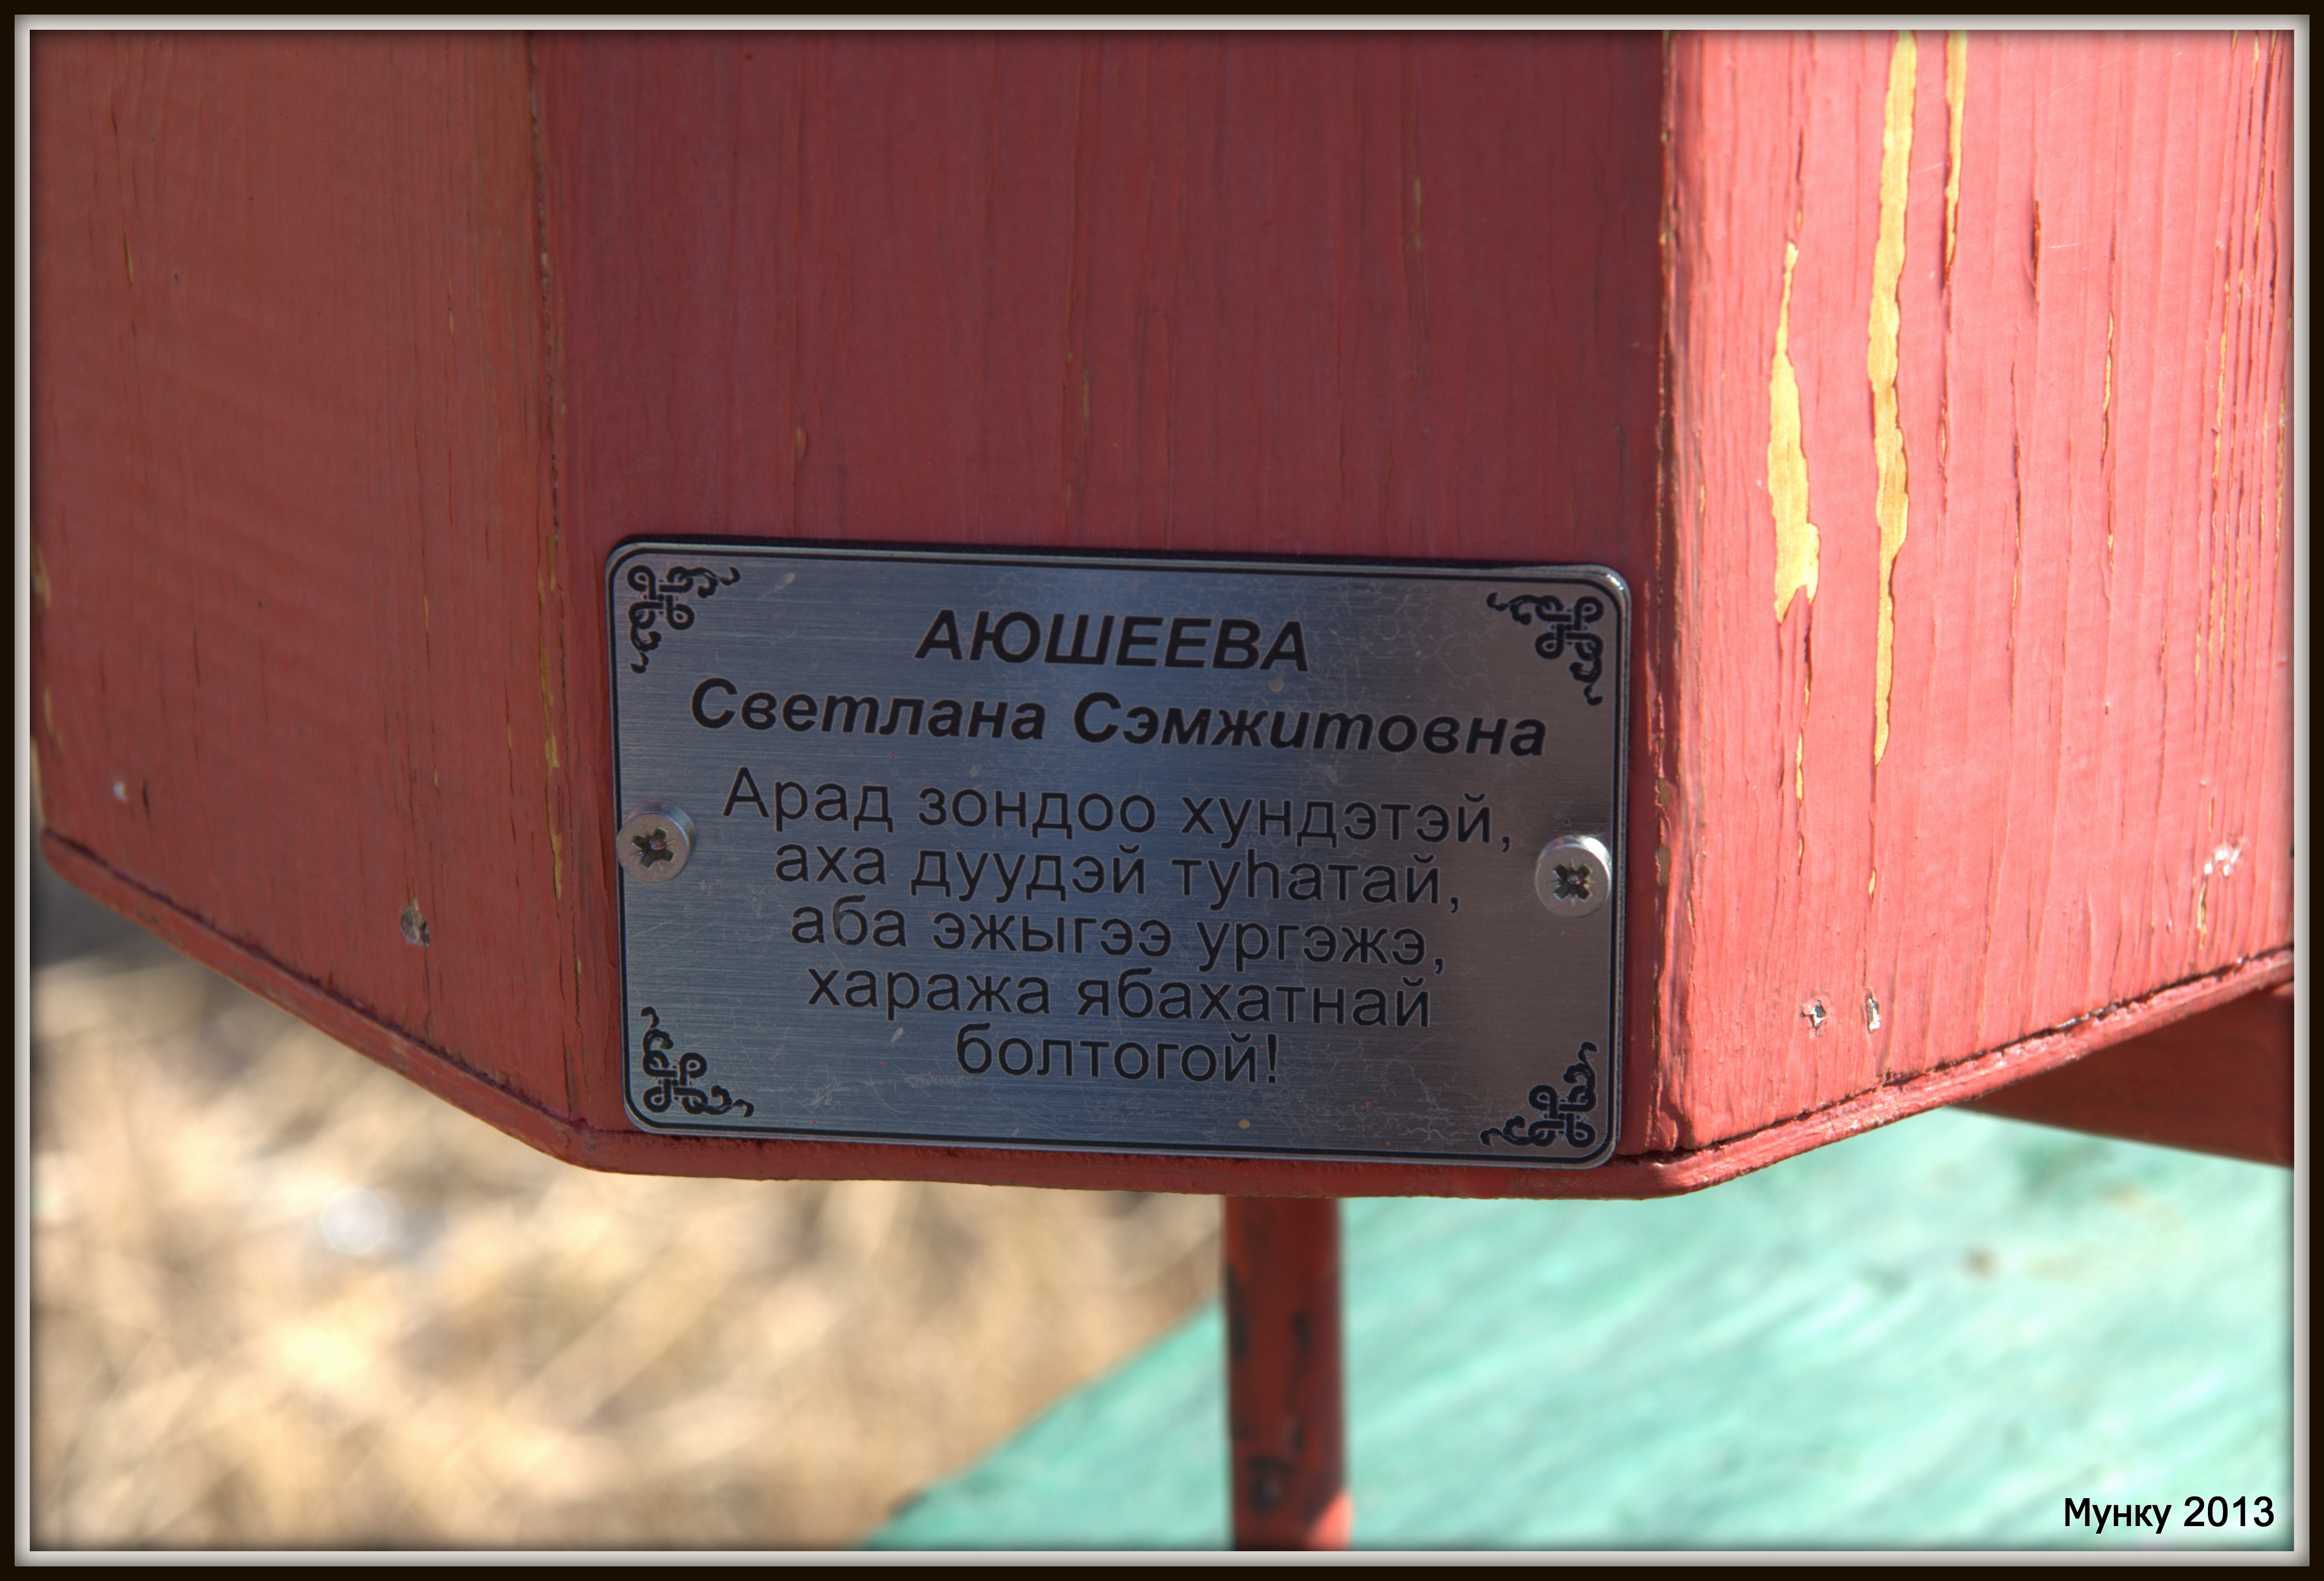 АЮШЕЕВА
Светлана Сэмжитовна
Арад зондоо хундэтэй,
аха дуудэй туһатай,
аба эжыгээ ургэжэ,
хаража ябахатнай
болтогой!
Мунку 2013